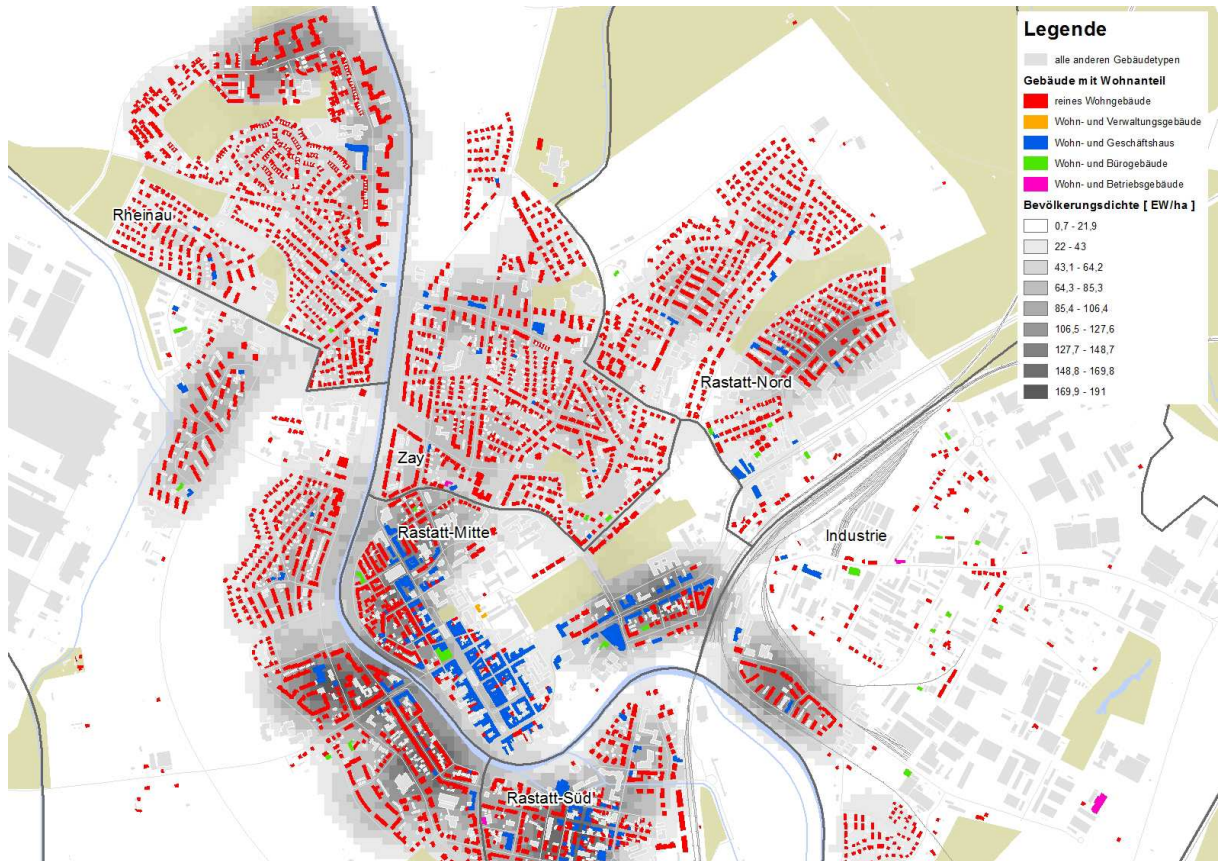 Legende
alle anderen Gebäudetypen
Gebäude mit Wohnanteil
reines Wohngebäude
Wohn- und Verwaltungsgebäude
Wohn- und Geschäftshaus
Wohn- und Bürogebäude
Wohn- und Betriebsgebäude
Bevölkerungsdichte [ EW/ha ]
0,7 - 21,9
22 - 43
43,1 - 64,2
64,3 - 85,3
85,4 - 106,4
106,5 - 127,6
127,7 - 148,7
148,8 - 169,8
169,9 - 191
Rheinau
Rastatt-Nord
Zay
Rastatt-Mitte
Industrie
Rastatt-Süd